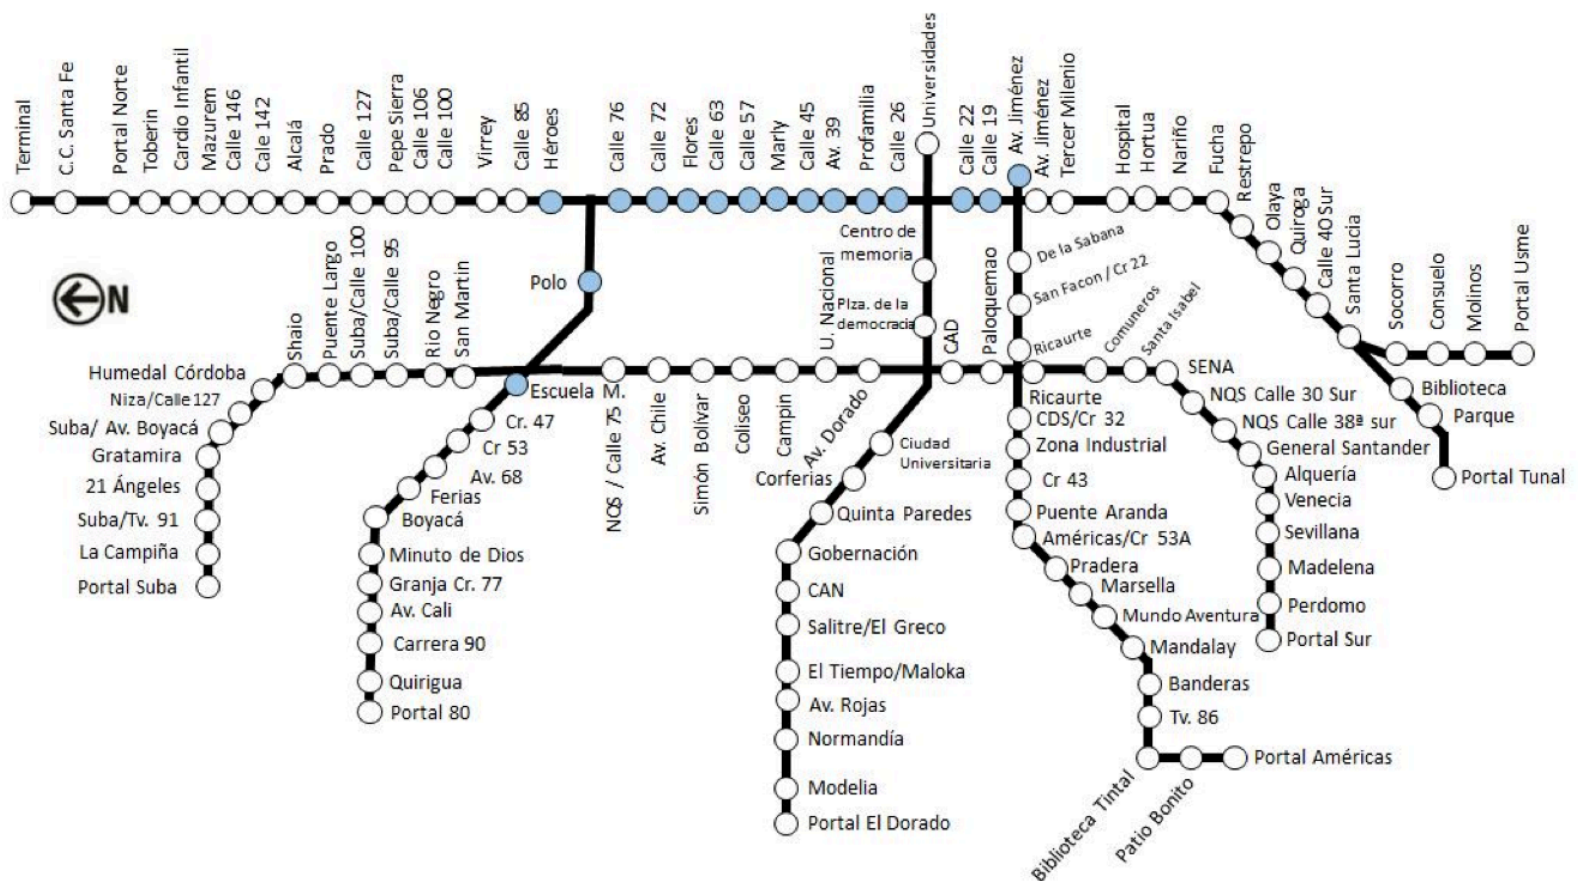 Terminal
C.C. Santa Fe
Portal Norte
Toberin
Cardio Infantil
Mazurem
Calle 146
Cale 142
Alcalá
Prado
Calle 127
Pepe Sierra
Calle 106
Calle 100
Virrey
Calle 85
Héroes
Calle 76
Calle 72
Flores
Calle 63
Calle 57
Marly
Calle 45
Av. 39
Profamilia
Calle 26
Universidades
Calle 22
Calle 19
Av. Jiménez
Av. Jiménez
Tercer Milenio
Hospital
Hortua
Nariño
Fucha
Restrepo
Olaya
Quiroga
Calle 40 Sur
Santa Lucia
Socorro
Consuelo
Molinos
Portal Usme
Biblioteca
Parque
Portal Tunal
N
Polo
Centro de
memoria
Plza. de la
democracia
De la Sabana
San Facon / Cr 22
Ricaurte
Shaio
Puente Largo
Suba/Calle 100
Suba/Calle 95
Rio Negro
San Martin
Humedal Córdoba
Niza/Calle 127
Suba/ Av. Boyacá
Gratamira
21 Ángeles
Suba/Tv. 91
La Campiña
Portal Suba
Escuela M.
Cr. 47
Cr 53
Av. 68
Ferias
Boyacá
Minuto de Dios
Granja Cr. 77
Av. Cali
Carrera 90
Quirigua
Portal 80
NQS / Calle 75
Av. Chile
Simón Bolívar
Coliseo
Campin
U. Nacional
Av. Dorado
CAD
Paloquemao
Ricaurte
Comuneros
Santa Isabel
SENA
NQS Calle 30 Sur
NQS Calle 38ª sur
General Santander
Alquería
Venecia
Sevillana
Madelena
Perdomo
Portal Sur
Ciudad
Universitaria
Corferias
Quinta Paredes
Gobernación
CAN
Salitre/El Greco
El Tiempo/Maloka
Av. Rojas
Normandía
Modelia
Portal El Dorado
CDS/Cr 32
Zona Industrial
Cr 43
Puente Aranda
Américas/Cr 53A
Pradera
Marsella
Mundo Aventura
Mandalay
Banderas
Tv. 86
Biblioteca Tintal
Patio Bonito
Portal Américas